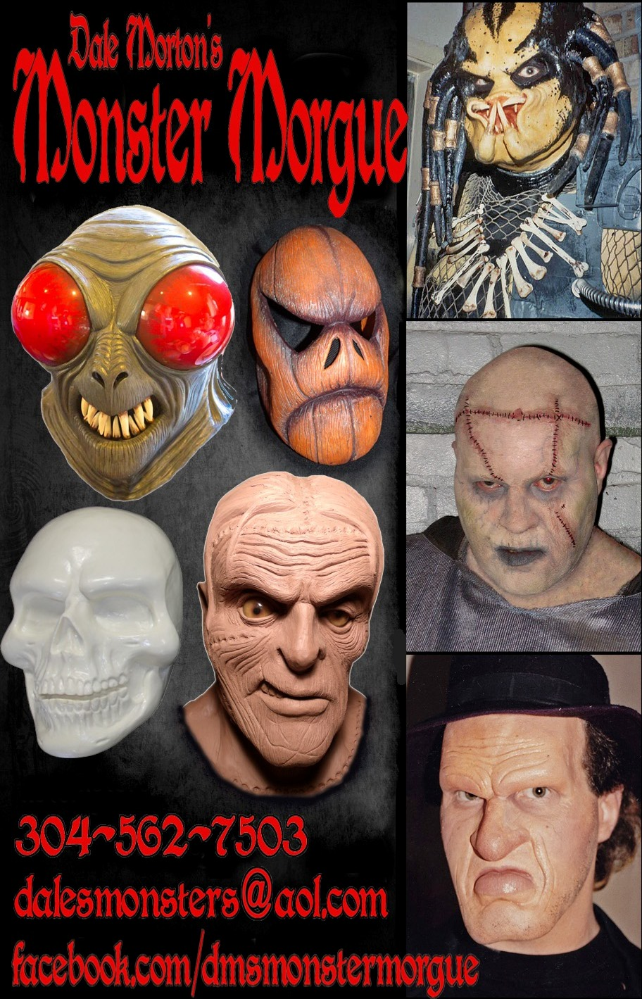 Dale Morton's
Monster Morgue
304~562~7503
dalesmonsters@aol.com
facebook.com/dmsmonstermorgue